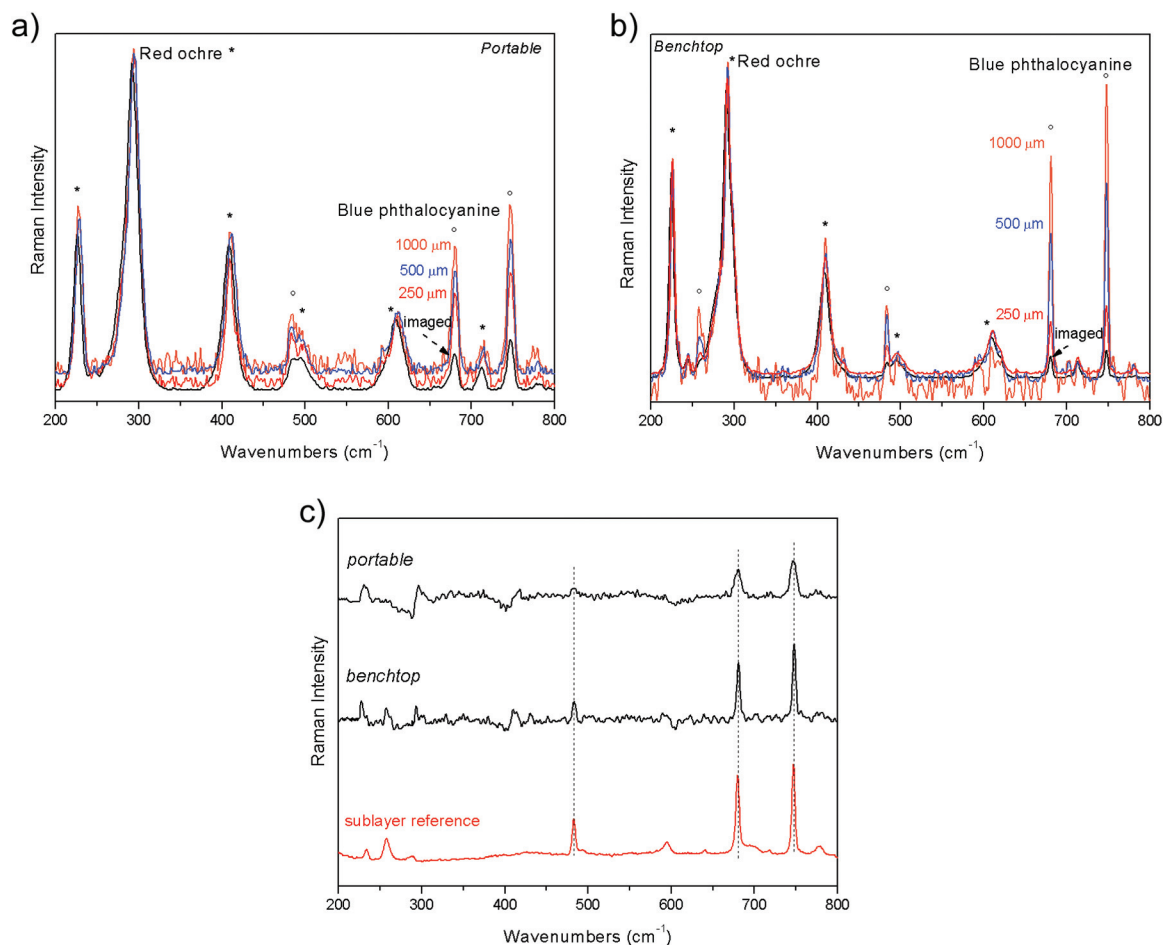 a)
Red ochre *
Portable
*
*
Blue phthalocyanine
°
°
1000 μm
500 μm
250 μm
imaged
°
*
*
*
Raman Intensity
200 300 400 500 600 700 800
Wavenumbers (cm⁻¹)
b)
Benchtop
* Red ochre
Blue phthalocyanine
°
°
*
1000 μm
500 μm
250 μm
imaged
*
°
°
*
*
Raman Intensity
200 300 400 500 600 700 800
Wavenumbers (cm⁻¹)
c)
portable
benchtop
sublayer reference
Raman Intensity
200 300 400 500 600 700 800
Wavenumbers (cm⁻¹)